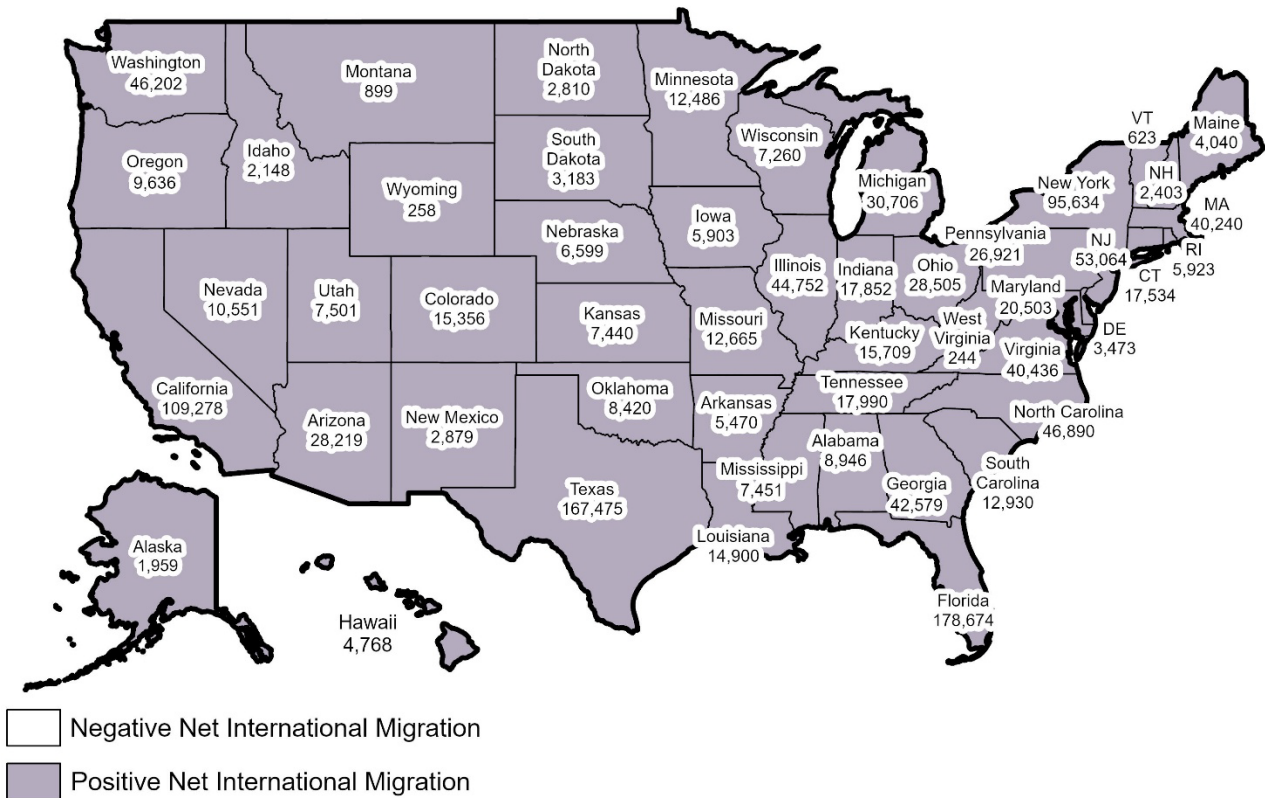 Washington
46,202
Montana
899
North
Dakota
2,810
Minnesota
12,486
VT
623
Maine
4,040
Oregon
9,636
Idaho
2,148
South
Dakota
3,183
Wisconsin
7,260
Wyoming
258
Michigan
30,706
New York
95,634
NH
2,403
MA
40,240
Nebraska
6,599
Iowa
5,903
Pennsylvania
26,921
NJ
53,064
RI
5,923
CT
17,534
Nevada
10,551
Utah
7,501
Colorado
15,356
Kansas
7,440
Missouri
12,665
Illinois
44,752
Indiana
17,852
Ohio
28,505
Maryland
20,503
DE
3,473
Kentucky
15,709
West
Virginia
244
Virginia
40,436
California
109,278
Arizona
28,219
New Mexico
2,879
Oklahoma
8,420
Arkansas
5,470
Tennessee
17,990
North Carolina
46,890
Alabama
8,946
Mississippi
7,451
Georgia
42,579
South
Carolina
12,930
Texas
167,475
Louisiana
14,900
Alaska
1,959
Hawaii
4,768
Florida
178,674
Negative Net International Migration
Positive Net International Migration